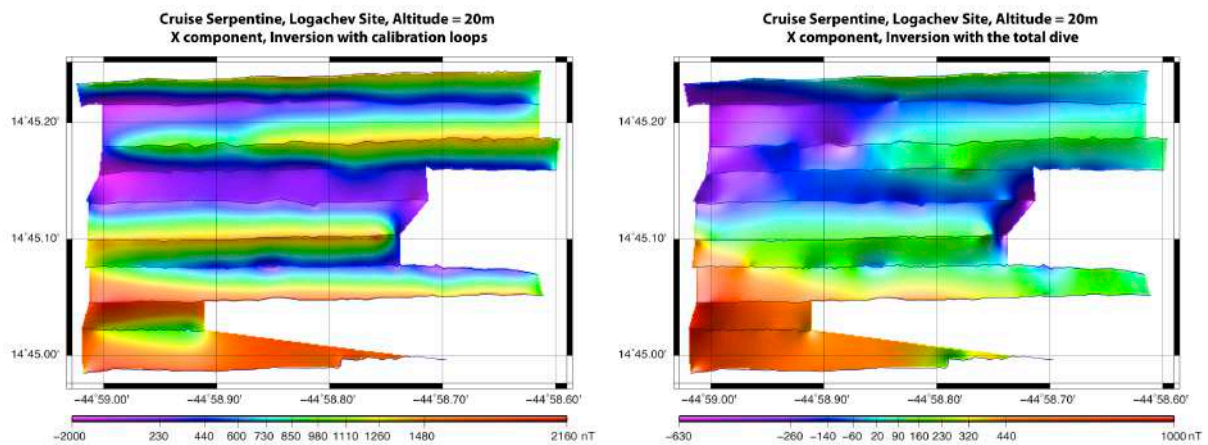 Cruise Serpentine, Logachev Site, Altitude = 20m
X component, Inversion with calibration loops
14°45.20'
14°45.10'
14°45.00'
−44°59.00' −44°58.90' −44°58.80' −44°58.70' −44°58.60'
−2000 230 440 600 730 850 980 1110 1260 1480 2160 nT
Cruise Serpentine, Logachev Site, Altitude = 20m
X component, Inversion with the total dive
14°45.20'
14°45.10'
14°45.00'
−44°59.00' −44°58.90' −44°58.80' −44°58.70' −44°58.60'
−630 −260 −140 −60 20 90 160 230 320 440 1000 nT